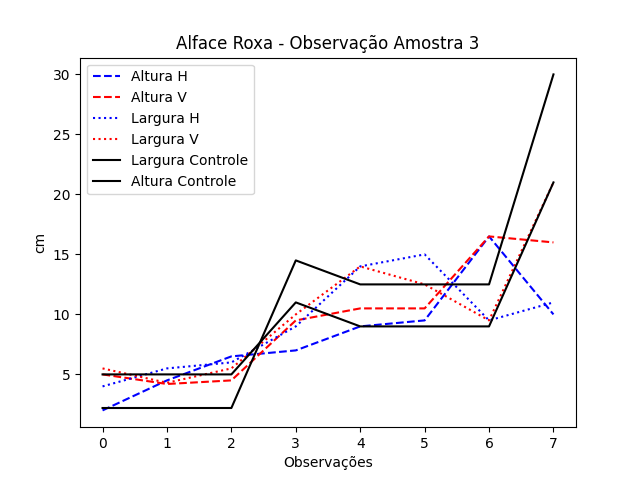 Alface Roxa - Observação Amostra 3
Altura H
Altura V
Largura H
Largura V
Largura Controle
Altura Controle
30
25
20
15
10
5
cm
0 1 2 3 4 5 6 7
Observações